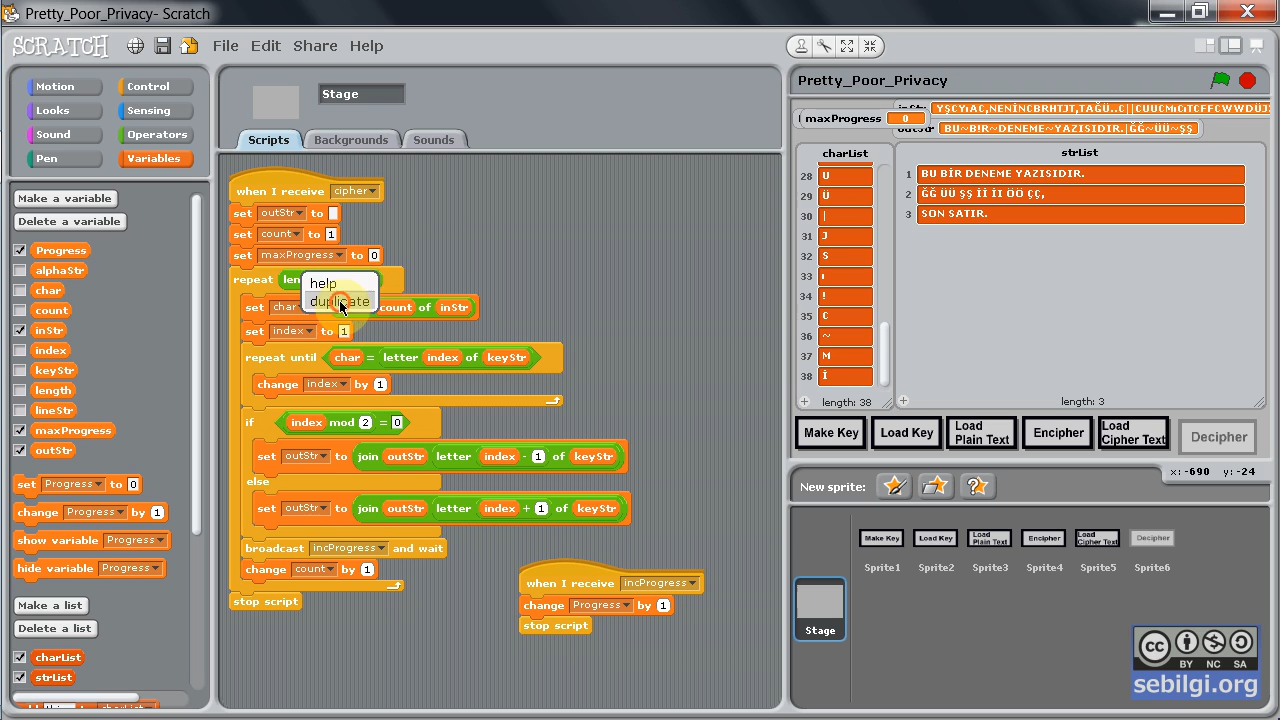 Pretty_Poor_Privacy- Scratch
SCRATCH
File Edit Share Help
Motion Control
Looks Sensing
Sound Operators
Pen Variables
Make a variable
Delete a variable
Progress
alphaStr
char
count
inStr
index
keyStr
length
lineStr
maxProgress
outStr
set Progress to 0
change Progress by 1
show variable Progress
hide variable Progress
Make a list
Delete a list
charList
strList
Stage
Scripts Backgrounds Sounds
when I receive cipher
set outStr to
set count to 1
set maxProgress to 0
repeat len
help
duplicate
set char count of inStr
set index to 1
repeat until char = letter index of keyStr
change index by 1
if index mod 2 = 0
set outStr to join outStr letter index - 1 of keyStr
else
set outStr to join outStr letter index + 1 of keyStr
broadcast incProgress and wait
change count by 1
stop script
when I receive incProgress
change Progress by 1
stop script
Pretty_Poor_Privacy
maxProgress 0
BU~BİR~DENEME~YAZISIDIR.|ĞĞ~ÜÜ~ŞŞ
charList
28 U
29 Ü
30 |
31 J
32 S
33 ı
34 !
35 C
36 ~
37 M
38 İ
length: 38
strList
1 BU BİR DENEME YAZISIDIR.
2 ĞĞ ÜÜ ŞŞ İİ İI ÖÖ ÇÇ,
3 SON SATIR.
length: 3
Make Key
Load Key
Load Plain Text
Encipher
Load Cipher Text
Decipher
x: -690 y: -24
New sprite:
Make Key Load Key Load Plain Text Encipher Load Cipher Text Decipher
Sprite1 Sprite2 Sprite3 Sprite4 Sprite5 Sprite6
Stage
cc
BY NC SA
sebilgi.org